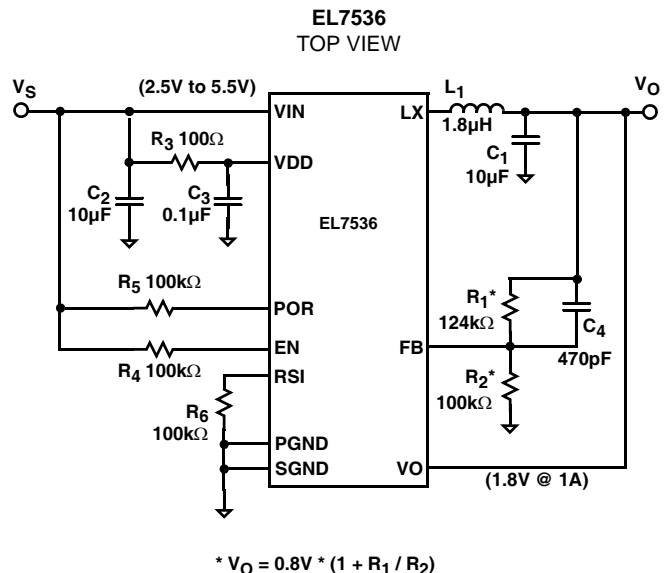 EL7536
TOP VIEW
VS
(2.5V to 5.5V)
VIN
LX
L1
1.8µH
VO
C1
10µF
R3 100Ω
VDD
C2
10µF
C3
0.1µF
EL7536
R5 100kΩ
POR
R1*
124kΩ
C4
470pF
EN
FB
R4 100kΩ
RSI
R2*
100kΩ
R6
100kΩ
PGND
SGND
VO
(1.8V @ 1A)
* VO = 0.8V * (1 + R1 / R2)